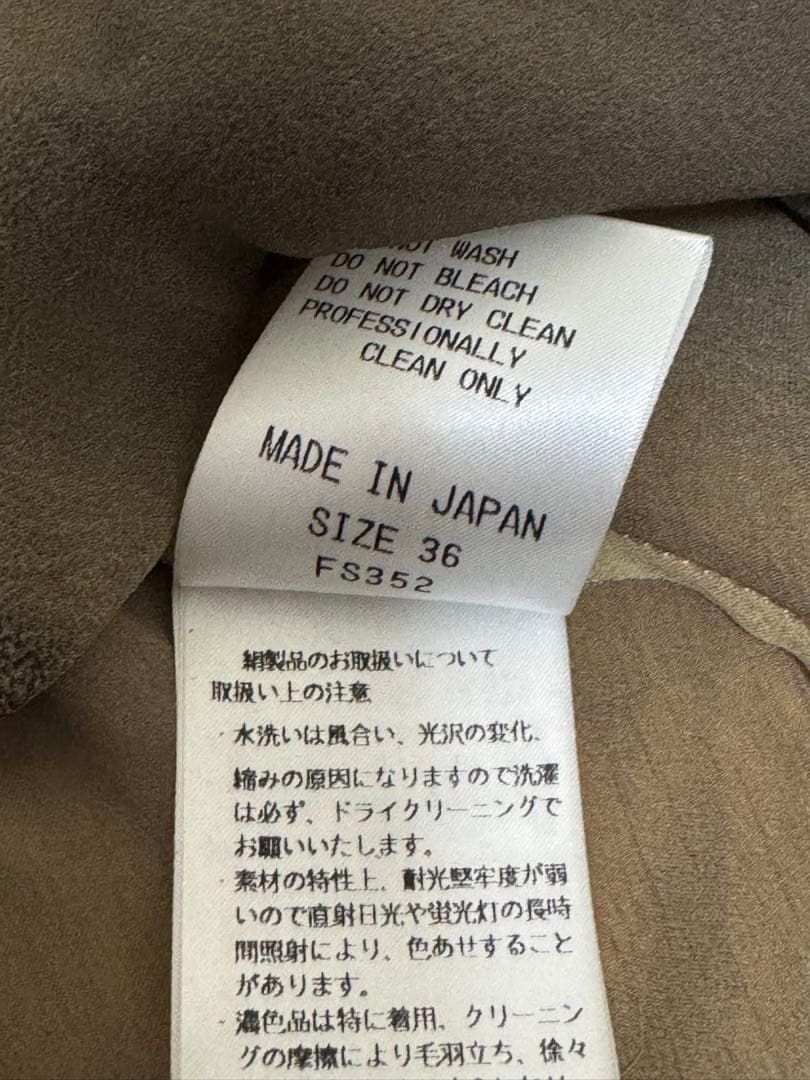 NOT WASH
DO NOT BLEACH
DO NOT DRY CLEAN
PROFESSIONALLY
CLEAN ONLY
MADE IN JAPAN
SIZE 36
FS352
絹製品のお取扱いについて
取扱い上の注意
・水洗いは風合い、光沢の変化、
縮みの原因になりますので洗濯
は必ず、ドライクリーニングで
お願いいたします。
・素材の特性上、耐光堅牢度が弱
いので直射日光や蛍光灯の長時
間照射により、色あせすること
があります。
・濃色品は特に着用、クリーニン
グの摩擦により毛羽立ち、徐々